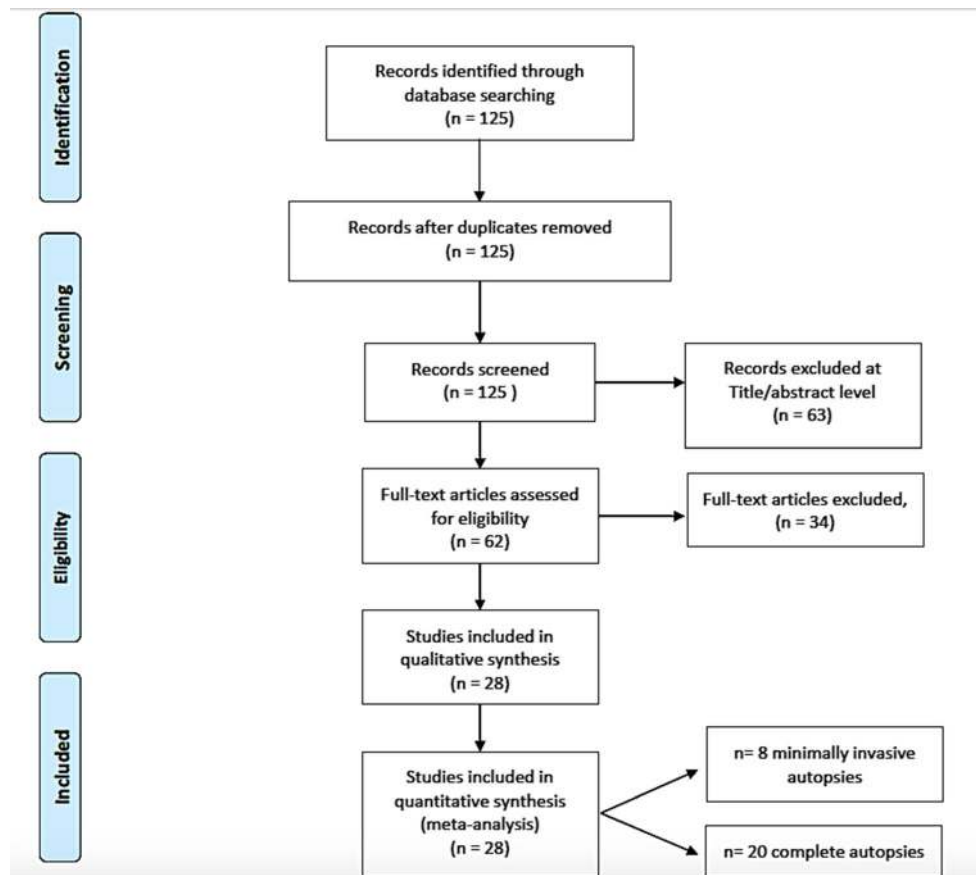 Identification
Records identified through
database searching
(n = 125)
Records after duplicates removed
(n = 125)
Screening
Records screened
(n = 125 )
Records excluded at
Title/abstract level
(n = 63)
Eligibility
Full-text articles assessed
for eligibility
(n = 62)
Full-text articles excluded,
(n = 34)
Studies included in
qualitative synthesis
(n = 28)
Included
Studies included in
quantitative synthesis
(meta-analysis)
(n = 28)
n= 8 minimally invasive
autopsies
n= 20 complete autopsies